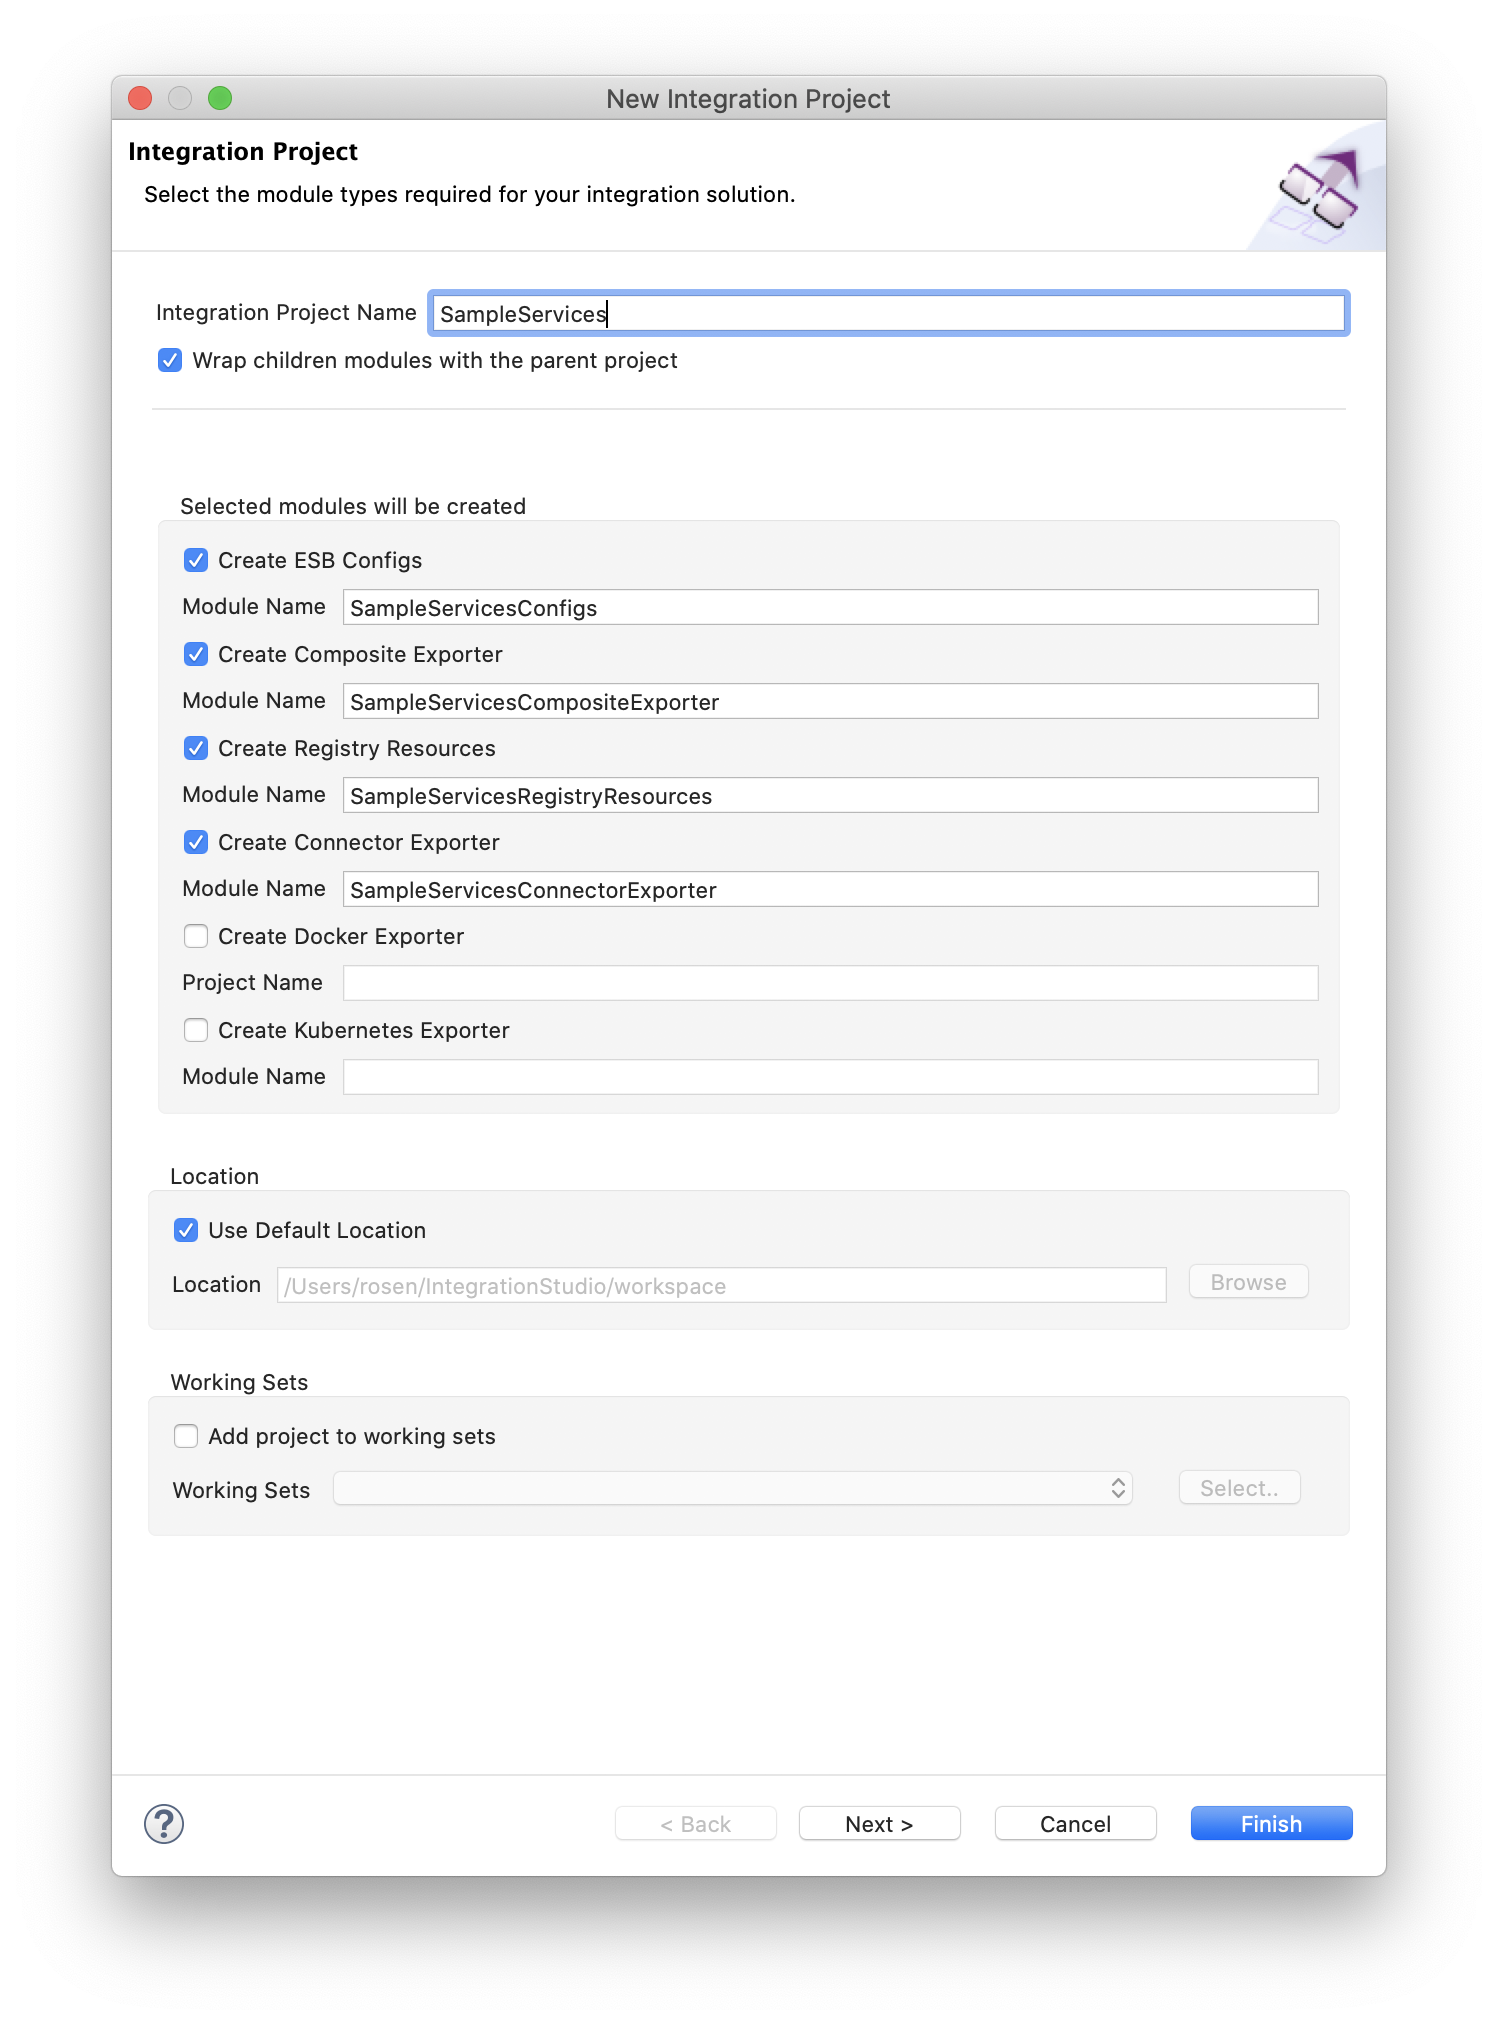 New Integration Project
Integration Project
Select the module types required for your integration solution.
Integration Project Name SampleServices
Wrap children modules with the parent project
Selected modules will be created
Create ESB Configs
Module Name SampleServicesConfigs
Create Composite Exporter
Module Name SampleServicesCompositeExporter
Create Registry Resources
Module Name SampleServicesRegistryResources
Create Connector Exporter
Module Name SampleServicesConnectorExporter
Create Docker Exporter
Project Name
Create Kubernetes Exporter
Module Name
Location
Use Default Location
Location /Users/rosen/IntegrationStudio/workspace Browse
Working Sets
Add project to working sets
Working Sets Select..
? < Back Next > Cancel Finish